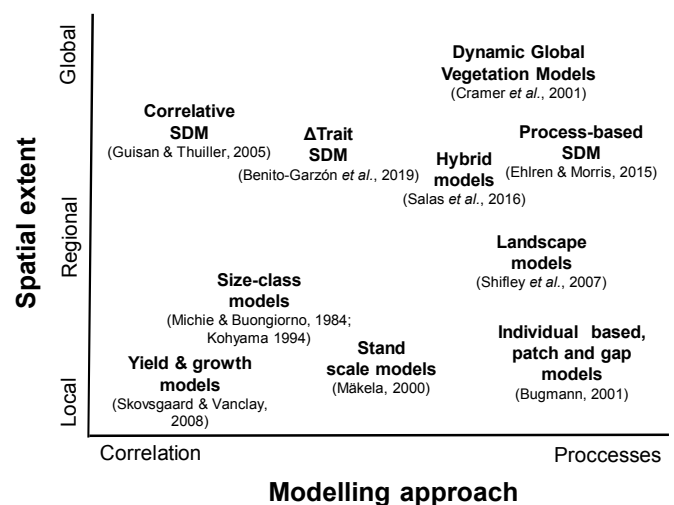 Spatial extent
Global
Regional
Local
Dynamic Global
Vegetation Models
(Cramer et al., 2001)
Correlative
SDM
(Guisan & Thuiller, 2005)
ΔTrait
SDM
(Benito-Garzón et al., 2019)
Hybrid
models
(Salas et al., 2016)
Process-based
SDM
(Ehlren & Morris, 2015)
Landscape
models
(Shifley et al., 2007)
Size-class
models
(Michie & Buongiorno, 1984;
Kohyama 1994)
Yield & growth
models
(Skovsgaard & Vanclay,
2008)
Stand
scale models
(Mäkela, 2000)
Individual based,
patch and gap
models
(Bugmann, 2001)
Correlation
Proccesses
Modelling approach